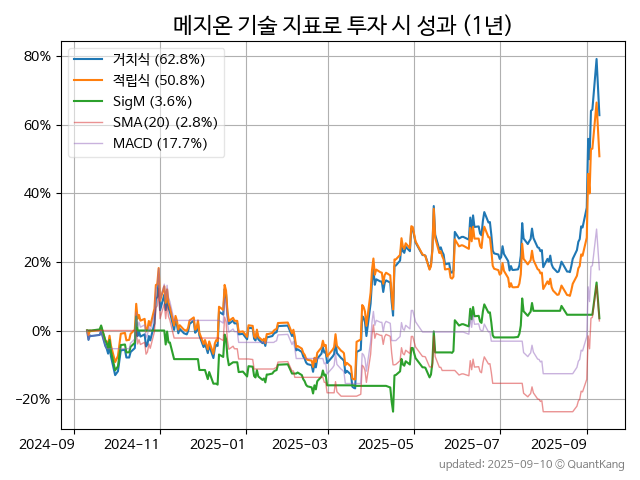 메지온 기술 지표로 투자 시 성과 (1년)
80%
60%
40%
20%
0%
−20%
거치식 (62.8%)
적립식 (50.8%)
SigM (3.6%)
SMA(20) (2.8%)
MACD (17.7%)
2024-09
2024-11
2025-01
2025-03
2025-05
2025-07
2025-09
updated: 2025-09-10 © QuantKang